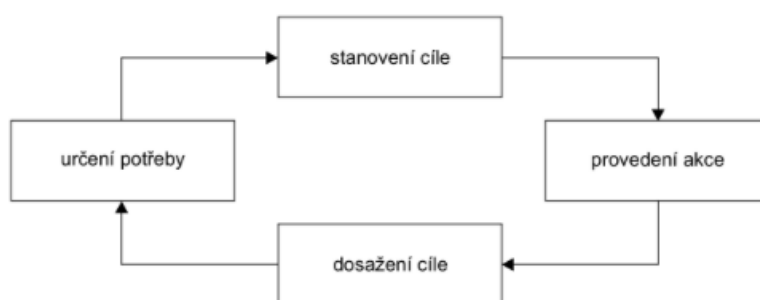 stanovení cíle
určení potřeby
provedení akce
dosažení cíle